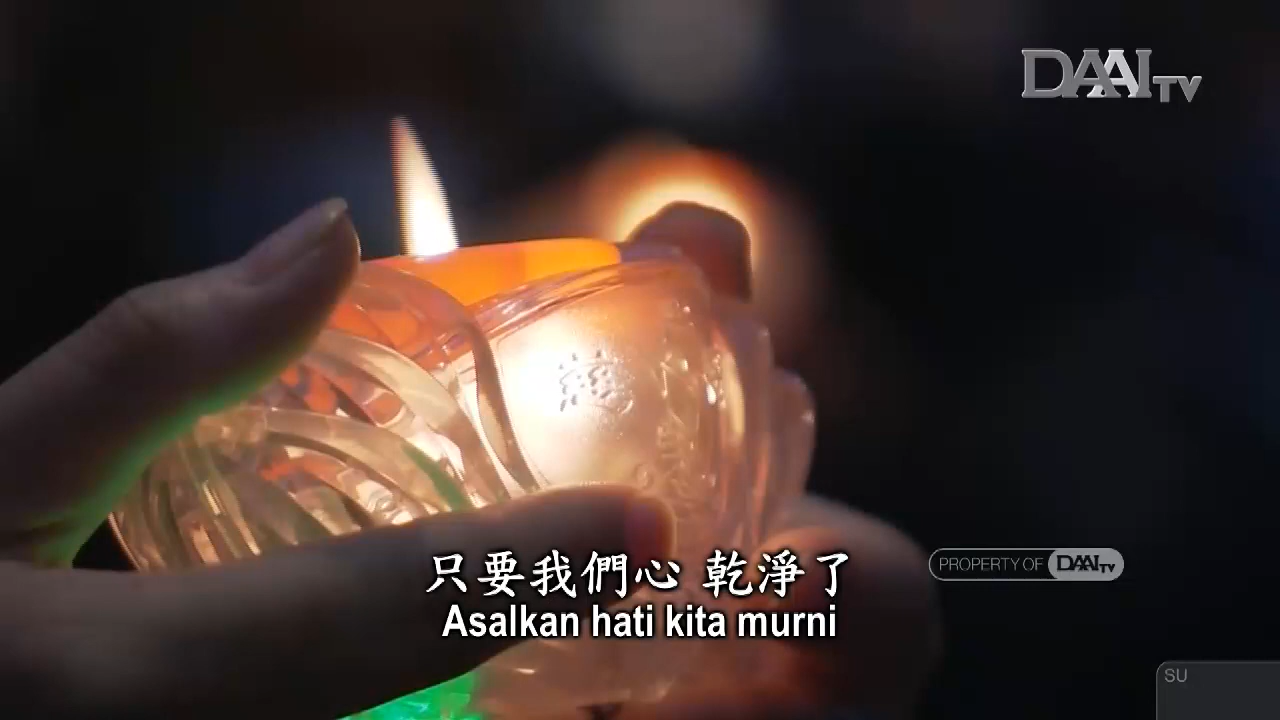 DAAI TV
PROPERTY OF DAAI TV
只要我們心 乾淨了
Asalkan hati kita murni
SU